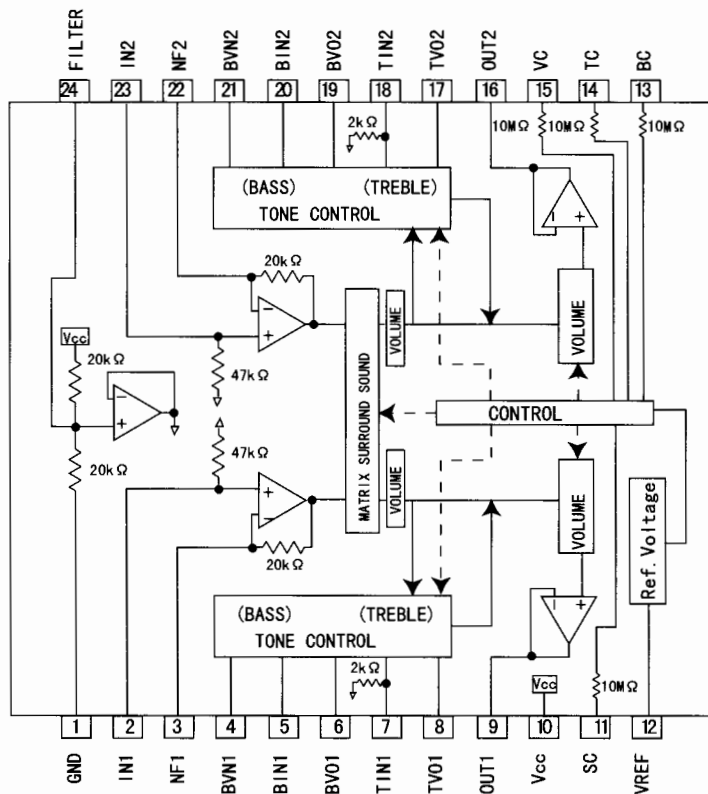 FILTER IN2 NF2 BVN2 BIN2 BVO2 TIN2 TVO2 OUT2 VC TC BC
24 23 22 21 20 19 18 17 16 15 14 13
2kΩ 10MΩ 10MΩ 10MΩ
(BASS) (TREBLE)
TONE CONTROL
20kΩ
Vcc
20kΩ
47kΩ
MATRIX SURROUND SOUND
VOLUME
VOLUME
CONTROL
47kΩ
20kΩ
VOLUME
VOLUME
Ref. Voltage
20kΩ
(BASS) (TREBLE)
TONE CONTROL
2kΩ
Vcc
10MΩ
1 2 3 4 5 6 7 8 9 10 11 12
GND IN1 NF1 BVN1 BIN1 BVO1 TIN1 TVO1 OUT1 Vcc SC VREF